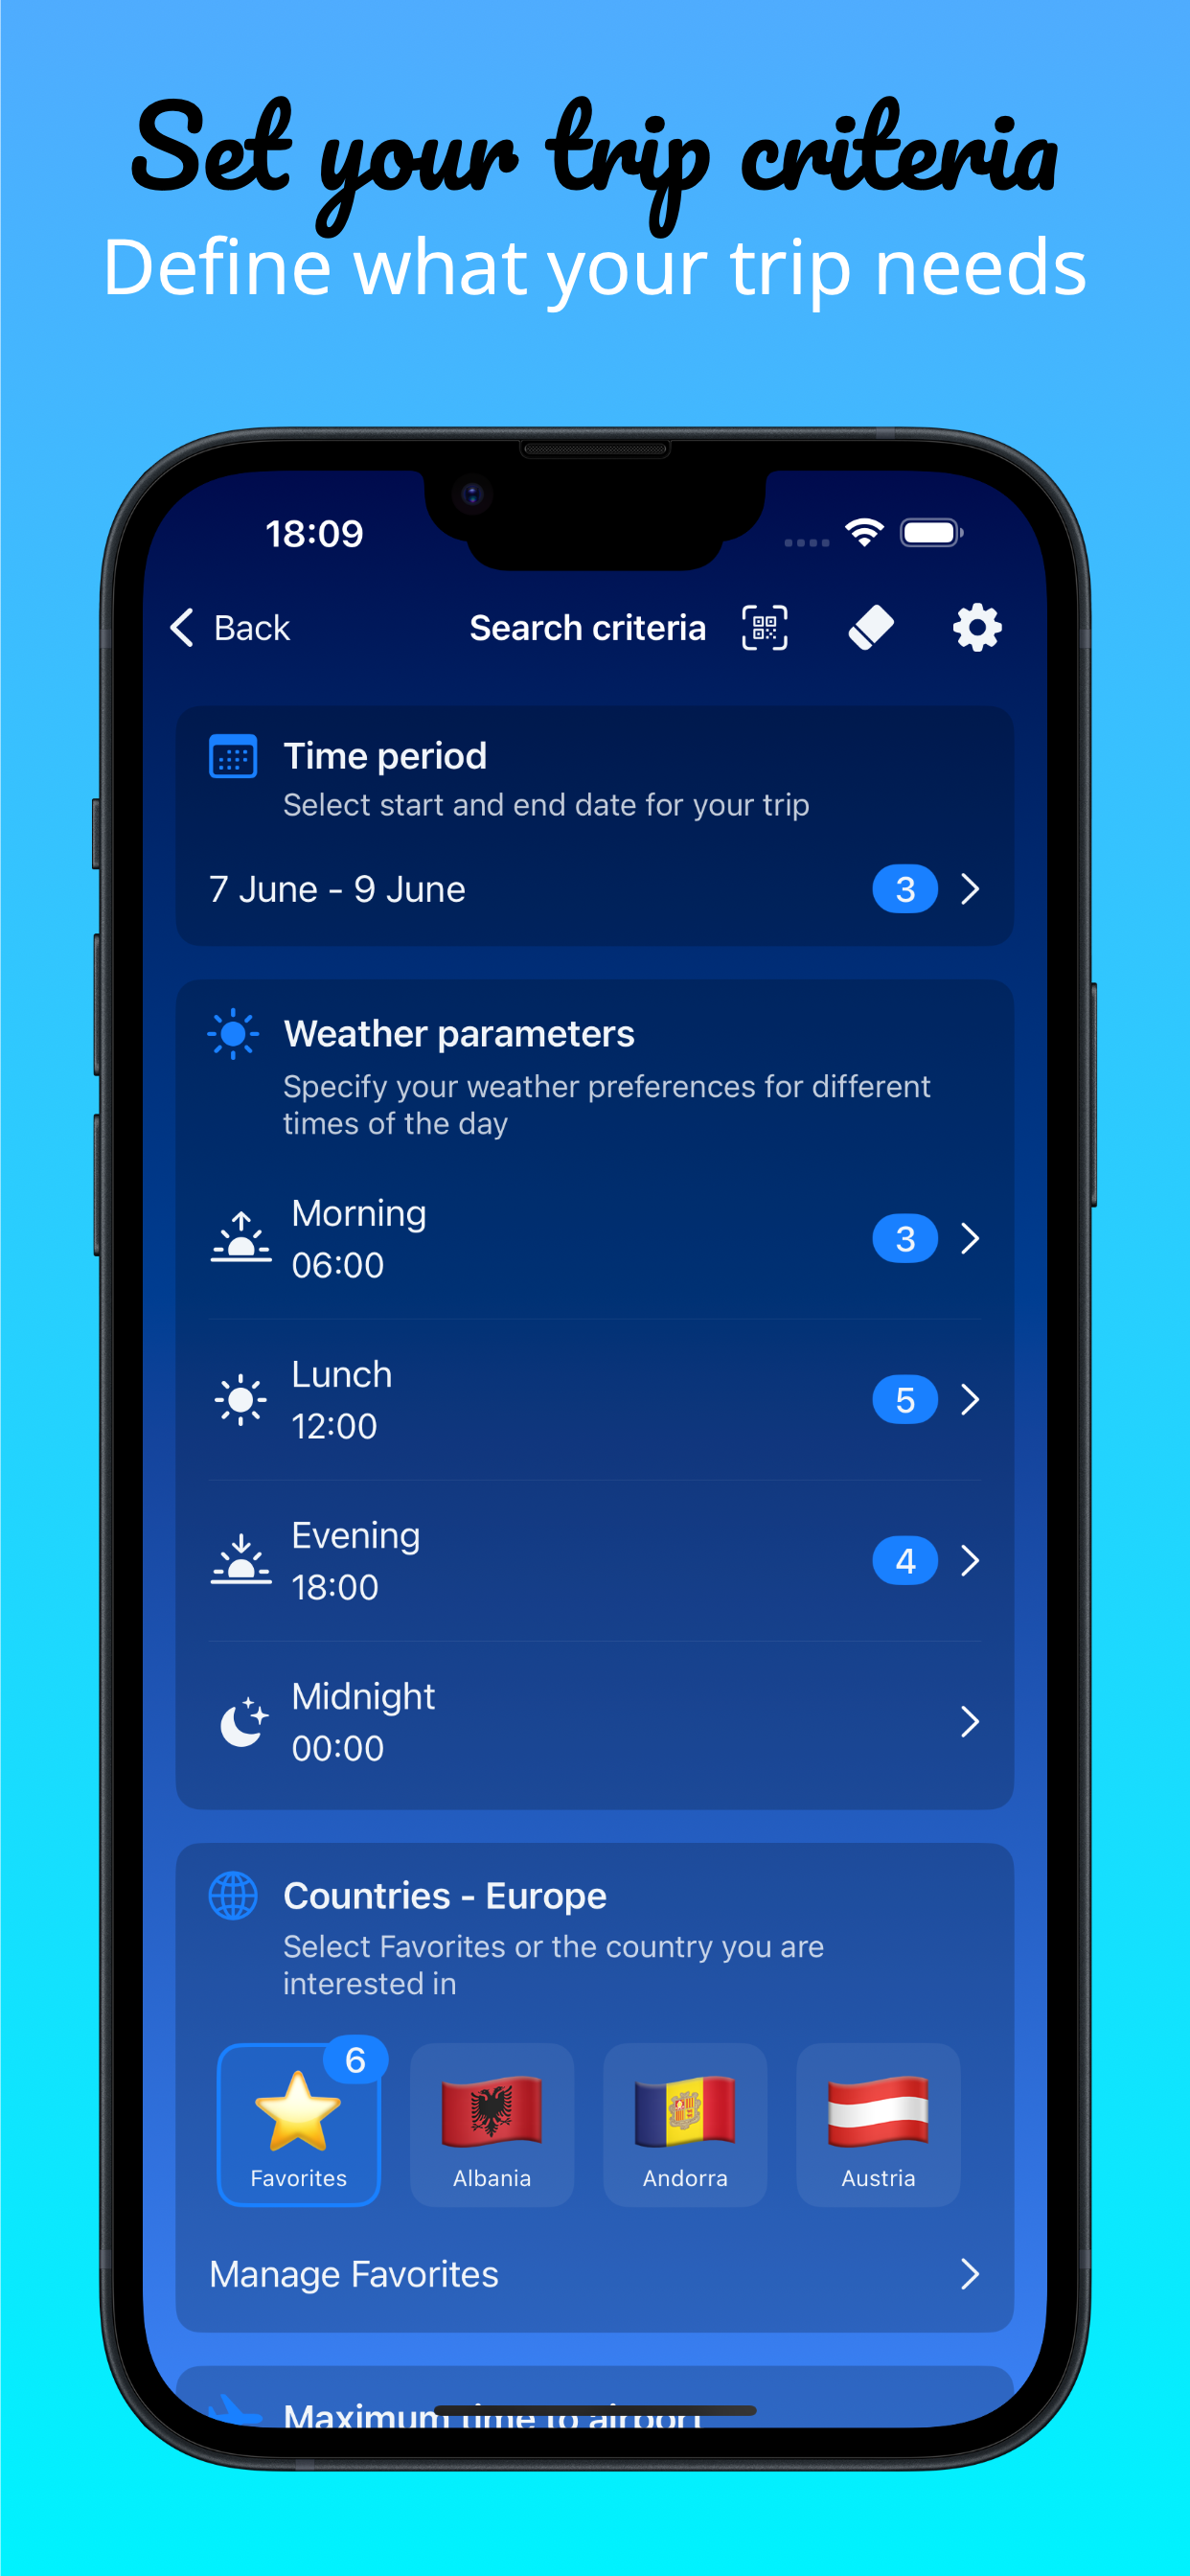 Set your trip criteria
Define what your trip needs
18:09
Back
Search criteria
Time period
Select start and end date for your trip
7 June - 9 June
3
Weather parameters
Specify your weather preferences for different
times of the day
Morning
06:00
3
Lunch
12:00
5
Evening
18:00
4
Midnight
00:00
Countries - Europe
Select Favorites or the country you are
interested in
6
Favorites
Albania
Andorra
Austria
Manage Favorites
Maximum time to airport